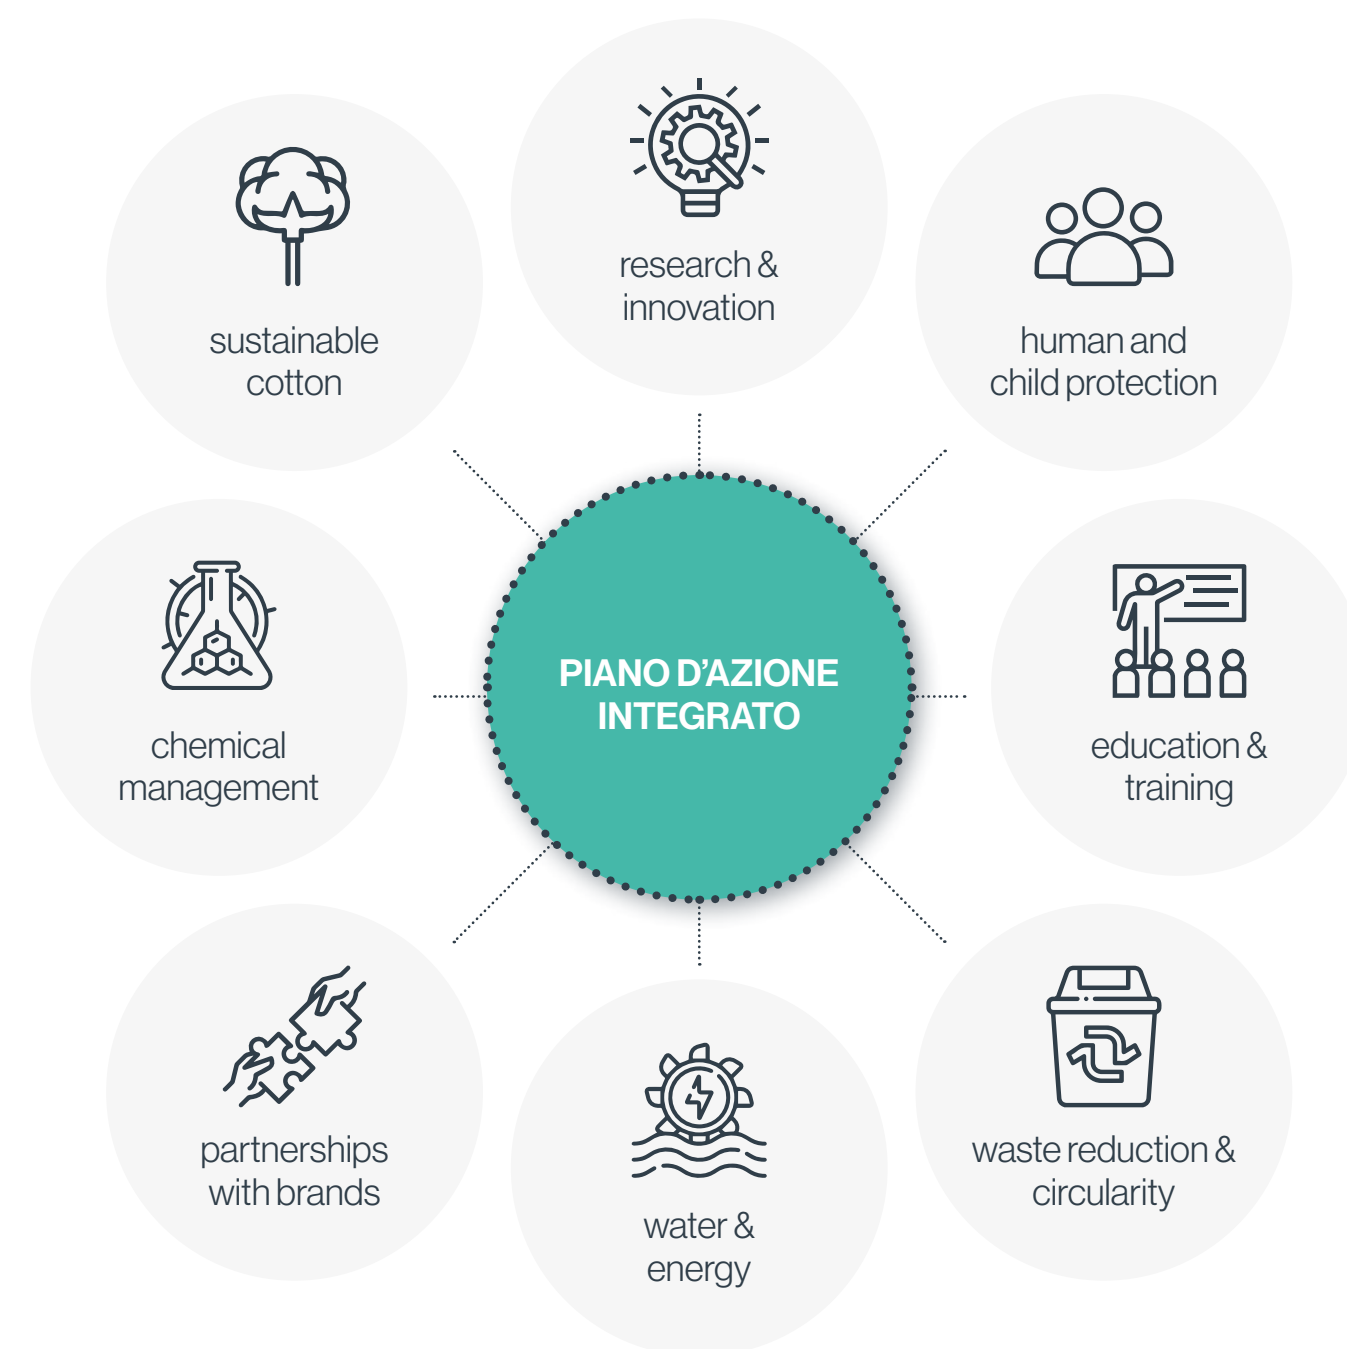 research &
innovation
sustainable
cotton
human and
child protection
PIANO D’AZIONE
INTEGRATO
chemical
management
education &
training
partnerships
with brands
waste reduction &
circularity
water &
energy